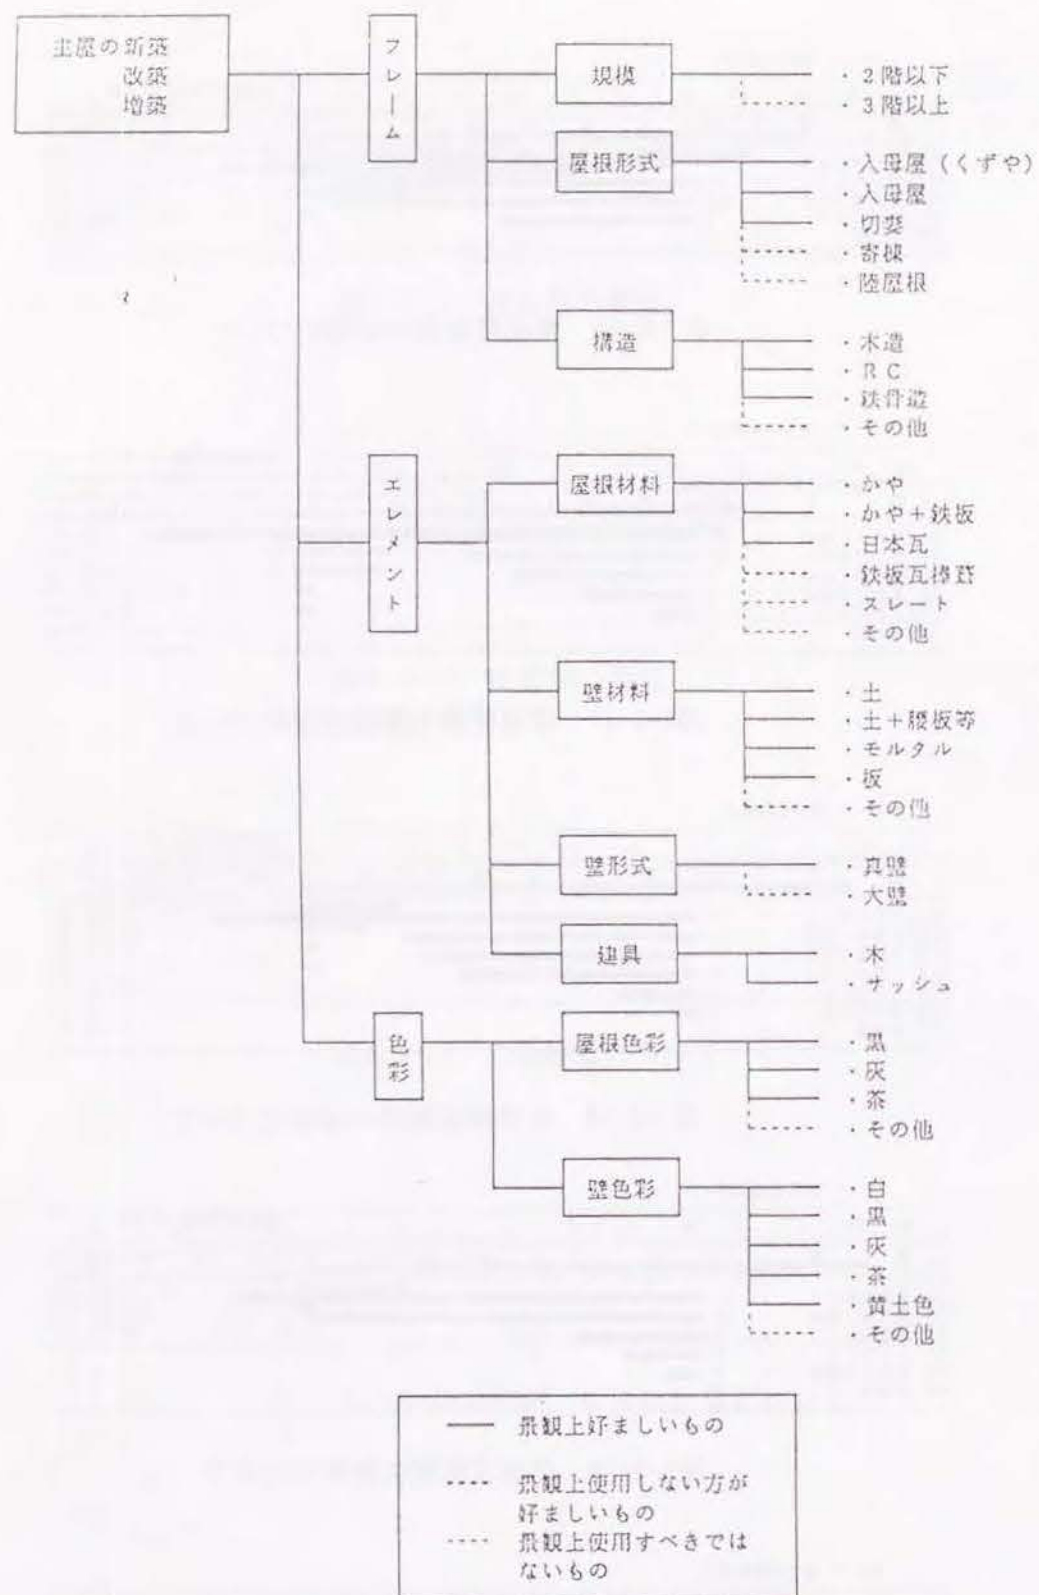 主屋の新築
改築
増築
フレーム
規模
・2階以下
・3階以上
屋根形式
・入母屋(くずや)
・入母屋
・切妻
・寄棟
・陸屋根
構造
・木造
・RC
・鉄骨造
・その他
エレメント
屋根材料
・かや
・かや+鉄板
・日本瓦
・鉄板瓦棒葺
・スレート
・その他
壁材料
・土
・土+腰板等
・モルタル
・板
・その他
壁形式
・真壁
・大壁
建具
・木
・サッシュ
色彩
屋根色彩
・黒
・灰
・茶
・その他
壁色彩
・白
・黒
・灰
・茶
・黄土色
・その他
景観上好ましいもの
景観上使用しない方が
好ましいもの
景観上使用すべきでは
ないもの